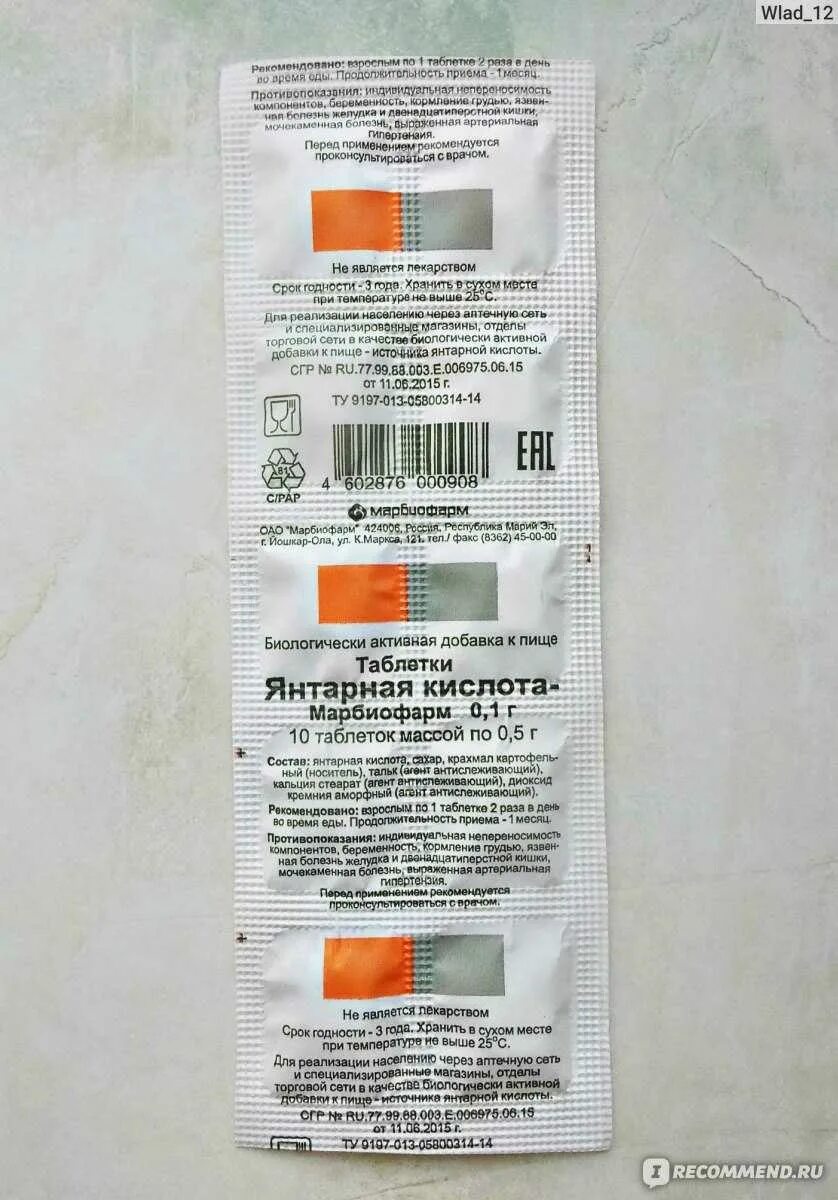 Wlad_12
Рекомендовано: взрослым по 1 таблетке 2 раза в день
во время еды. Продолжительность приема - 1 месяц.
Противопоказания: индивидуальная непереносимость
компонентов, беременность, кормление грудью, язвен-
ная болезнь желудка и двенадцатиперстной кишки,
мочекаменная болезнь, выраженная артериальная
гипертензия.
Перед применением рекомендуется
проконсультироваться с врачом.
Не является лекарством
Срок годности - 3 года. Хранить в сухом месте
при температуре не выше 25°С.
Для реализации населению через аптечную сеть
и специализированные магазины, отделы
торговой сети в качестве биологически активной
добавки к пище - источника янтарной кислоты.
СГР № RU.77.99.88.003.Е.006975.06.15
от 11.06.2015 г.
ТУ 9197-013-05800314-14
EAC
81
C/PAP
4 602876 000908
марбиофарм
ОАО "Марбиофарм" 424006, Россия, Республика Марий Эл,
г. Йошкар-Ола, ул. К.Маркса, 121, тел./ факс (8362) 45-00-00
Биологически активная добавка к пище
Таблетки
Янтарная кислота-
Марбиофарм 0,1 г
10 таблеток массой по 0,5 г
Состав: янтарная кислота, сахар, крахмал картофель-
ный (носитель), тальк (агент антислеживающий),
кальция стеарат (агент антислеживающий), диоксид
кремния аморфный (агент антислеживающий).
Рекомендовано: взрослым по 1 таблетке 2 раза в день
во время еды. Продолжительность приема - 1 месяц.
Противопоказания: индивидуальная непереносимость
компонентов, беременность, кормление грудью, язвен-
ная болезнь желудка и двенадцатиперстной кишки,
мочекаменная болезнь, выраженная артериальная
гипертензия.
Перед применением рекомендуется
проконсультироваться с врачом.
Не является лекарством
Срок годности - 3 года. Хранить в сухом месте
при температуре не выше 25°С.
Для реализации населению через аптечную сеть
и специализированные магазины, отделы
торговой сети в качестве биологически активной
добавки к пище - источника янтарной кислоты.
СГР № RU.77.99.88.003.Е.006975.06.15
от 11.06.2015 г.
ТУ 9197-013-05800314-14
IRECOMMEND.RU